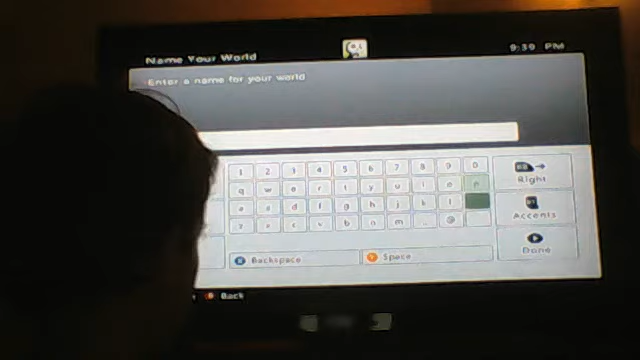 Name Your World
9:39 PM
Enter a name for your world
1 2 3 4 5 6 7 8 9 0
q w e r t y u i o p
a s d f g h j k l
z x c v b n m @
Right
Accents
Done
Backspace
Space
Back